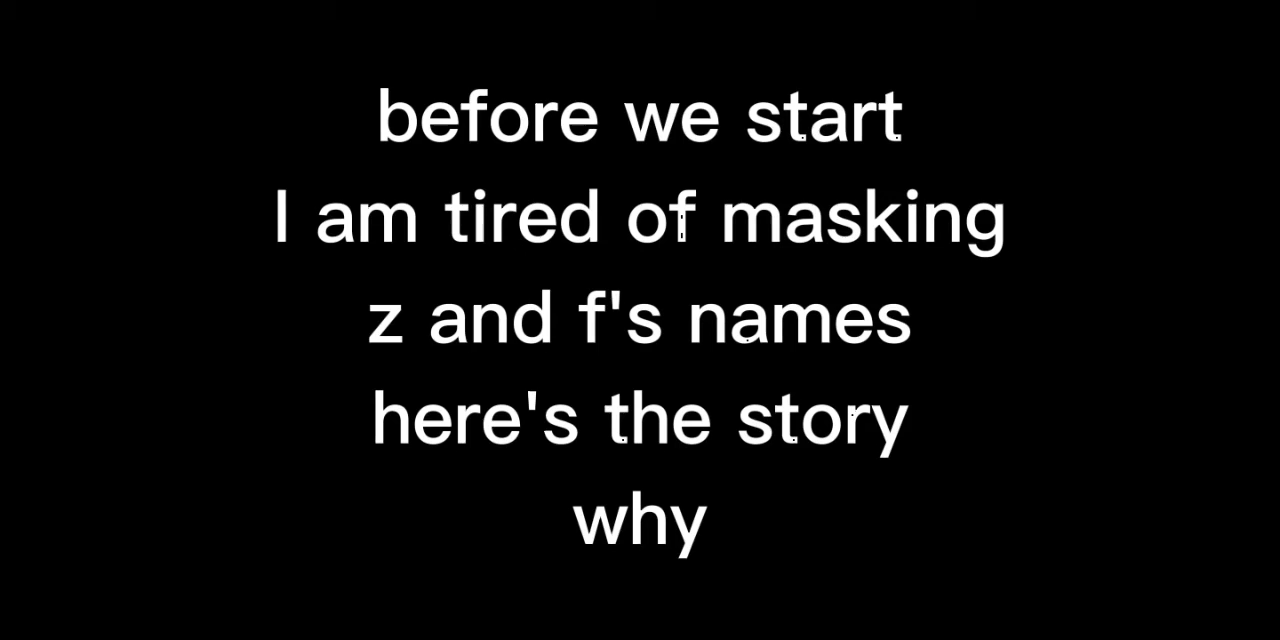 before we start
I am tired of masking
z and f's names
here's the story
why